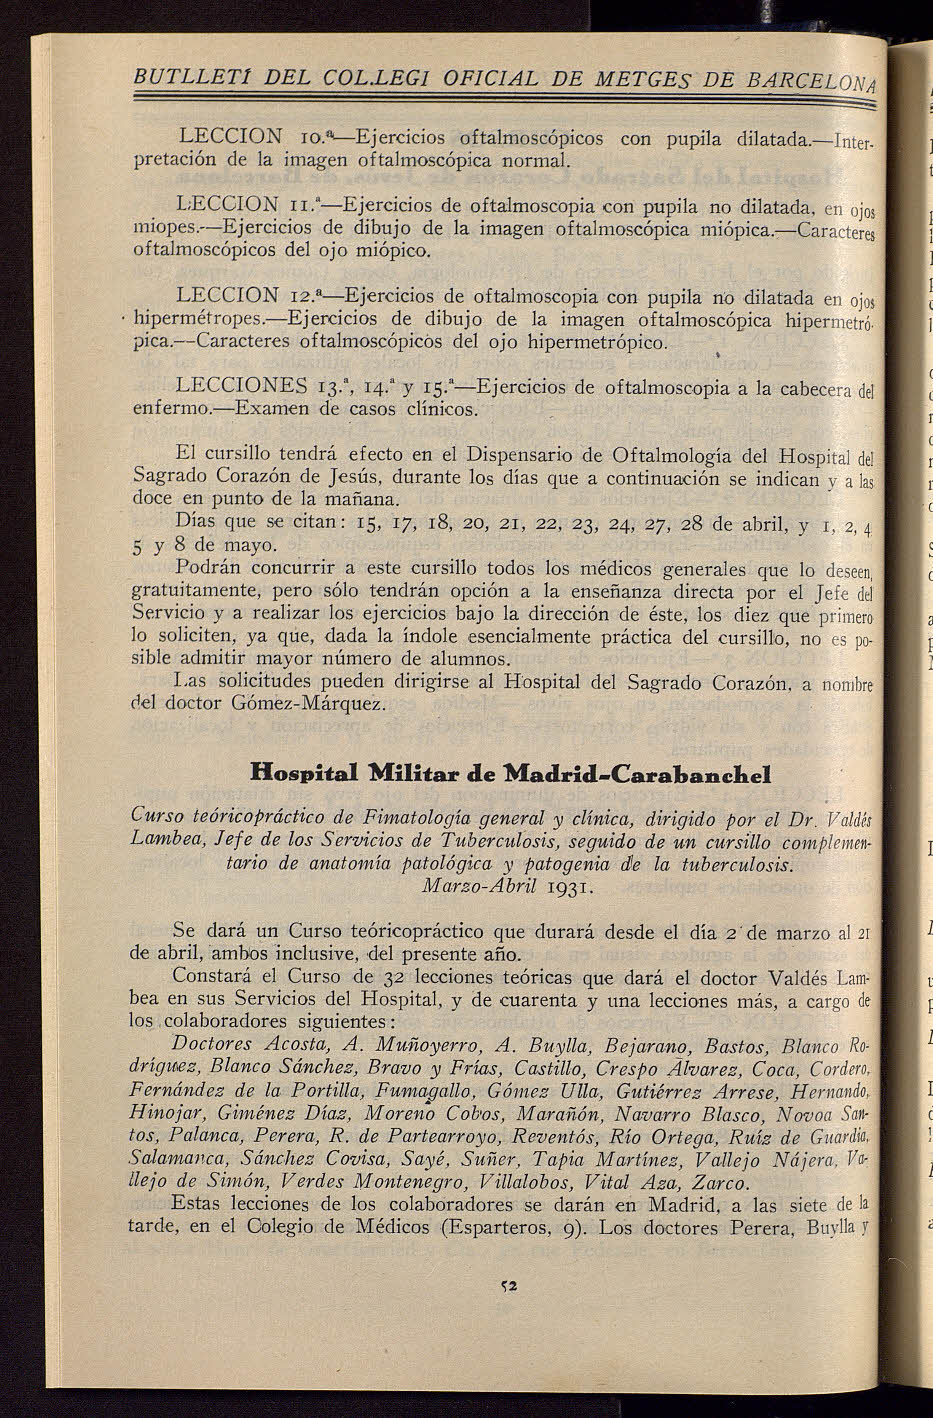 BUTLLETÍ DEL COL.LEGI OFICIAL DE METGES DE BARCELONA
LECCION 10.ª—Ejercicios oftalmoscópicos con pupila dilatada.—Inter-
pretación de la imagen oftalmoscópica normal.
LECCION 11.ª—Ejercicios de oftalmoscopia con pupila no dilatada, en ojos
miopes.—Ejercicios de dibujo de la imagen oftalmoscópica miópica.—Caracteres
oftalmoscópicos del ojo miópico.
LECCION 12.ª—Ejercicios de oftalmoscopia con pupila no dilatada en ojos
hipermétropes.—Ejercicios de dibujo de la imagen oftalmoscópica hipermetró-
pica.—Caracteres oftalmoscópicos del ojo hipermetrópico.
LECCIONES 13.ª, 14.ª y 15.ª—Ejercicios de oftalmoscopia a la cabecera del
enfermo.—Examen de casos clínicos.
El cursillo tendrá efecto en el Dispensario de Oftalmología del Hospital del
Sagrado Corazón de Jesús, durante los días que a continuación se indican y a las
doce en punto de la mañana.
Días que se citan: 15, 17, 18, 20, 21, 22, 23, 24, 27, 28 de abril, y 1, 2, 4
5 y 8 de mayo.
Podrán concurrir a este cursillo todos los médicos generales que lo deseen,
gratuitamente, pero sólo tendrán opción a la enseñanza directa por el Jefe del
Servicio y a realizar los ejercicios bajo la dirección de éste, los diez que primero
lo soliciten, ya que, dada la índole esencialmente práctica del cursillo, no es po-
sible admitir mayor número de alumnos.
Las solicitudes pueden dirigirse al Hospital del Sagrado Corazón, a nombre
del doctor Gómez-Márquez.
Hospital Militar de Madrid-Carabanchel
Curso teóricopráctico de Fimatología general y clínica, dirigido por el Dr. Valdés
Lambea, Jefe de los Servicios de Tuberculosis, seguido de un cursillo complemen-
tario de anatomía patológica y patogenia de la tuberculosis.
Marzo-Abril 1931.
Se dará un Curso teóricopráctico que durará desde el día 2 de marzo al 21
de abril, ambos inclusive, del presente año.
Constará el Curso de 32 lecciones teóricas que dará el doctor Valdés Lam-
bea en sus Servicios del Hospital, y de cuarenta y una lecciones más, a cargo de
los colaboradores siguientes:
Doctores Acosta, A. Muñoyerro, A. Buylla, Bejarano, Bastos, Blanco Ro-
dríguez, Blanco Sánchez, Bravo y Frías, Castillo, Crespo Álvarez, Coca, Cordero,
Fernández de la Portilla, Fumagallo, Gómez Ulla, Gutiérrez Arrese, Hernando,
Hinojar, Giménez Díaz, Moreno Cobos, Marañón, Navarro Blasco, Novoa San-
tos, Palanca, Perera, R. de Partearroyo, Reventós, Río Ortega, Ruíz de Guardia,
Salamanca, Sánchez Covisa, Sayé, Suñer, Tapia Martínez, Vallejo Nájera, Va-
llejo de Simón, Verdes Montenegro, Villalobos, Vital Aza, Zarco.
Estas lecciones de los colaboradores se darán en Madrid, a las siete de la
tarde, en el Colegio de Médicos (Esparteros, 9). Los doctores Perera, Buylla y
52